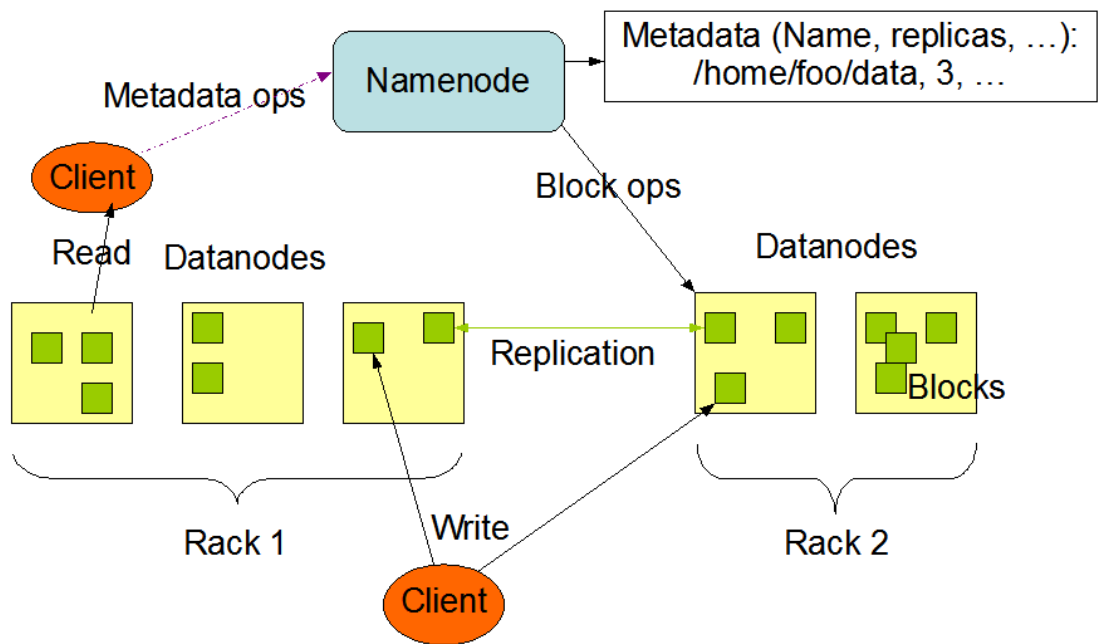 Metadata (Name, replicas, …):
/home/foo/data, 3, …
Namenode
Metadata ops
Client
Block ops
Read
Datanodes
Datanodes
Replication
Blocks
Rack 1
Write
Rack 2
Client